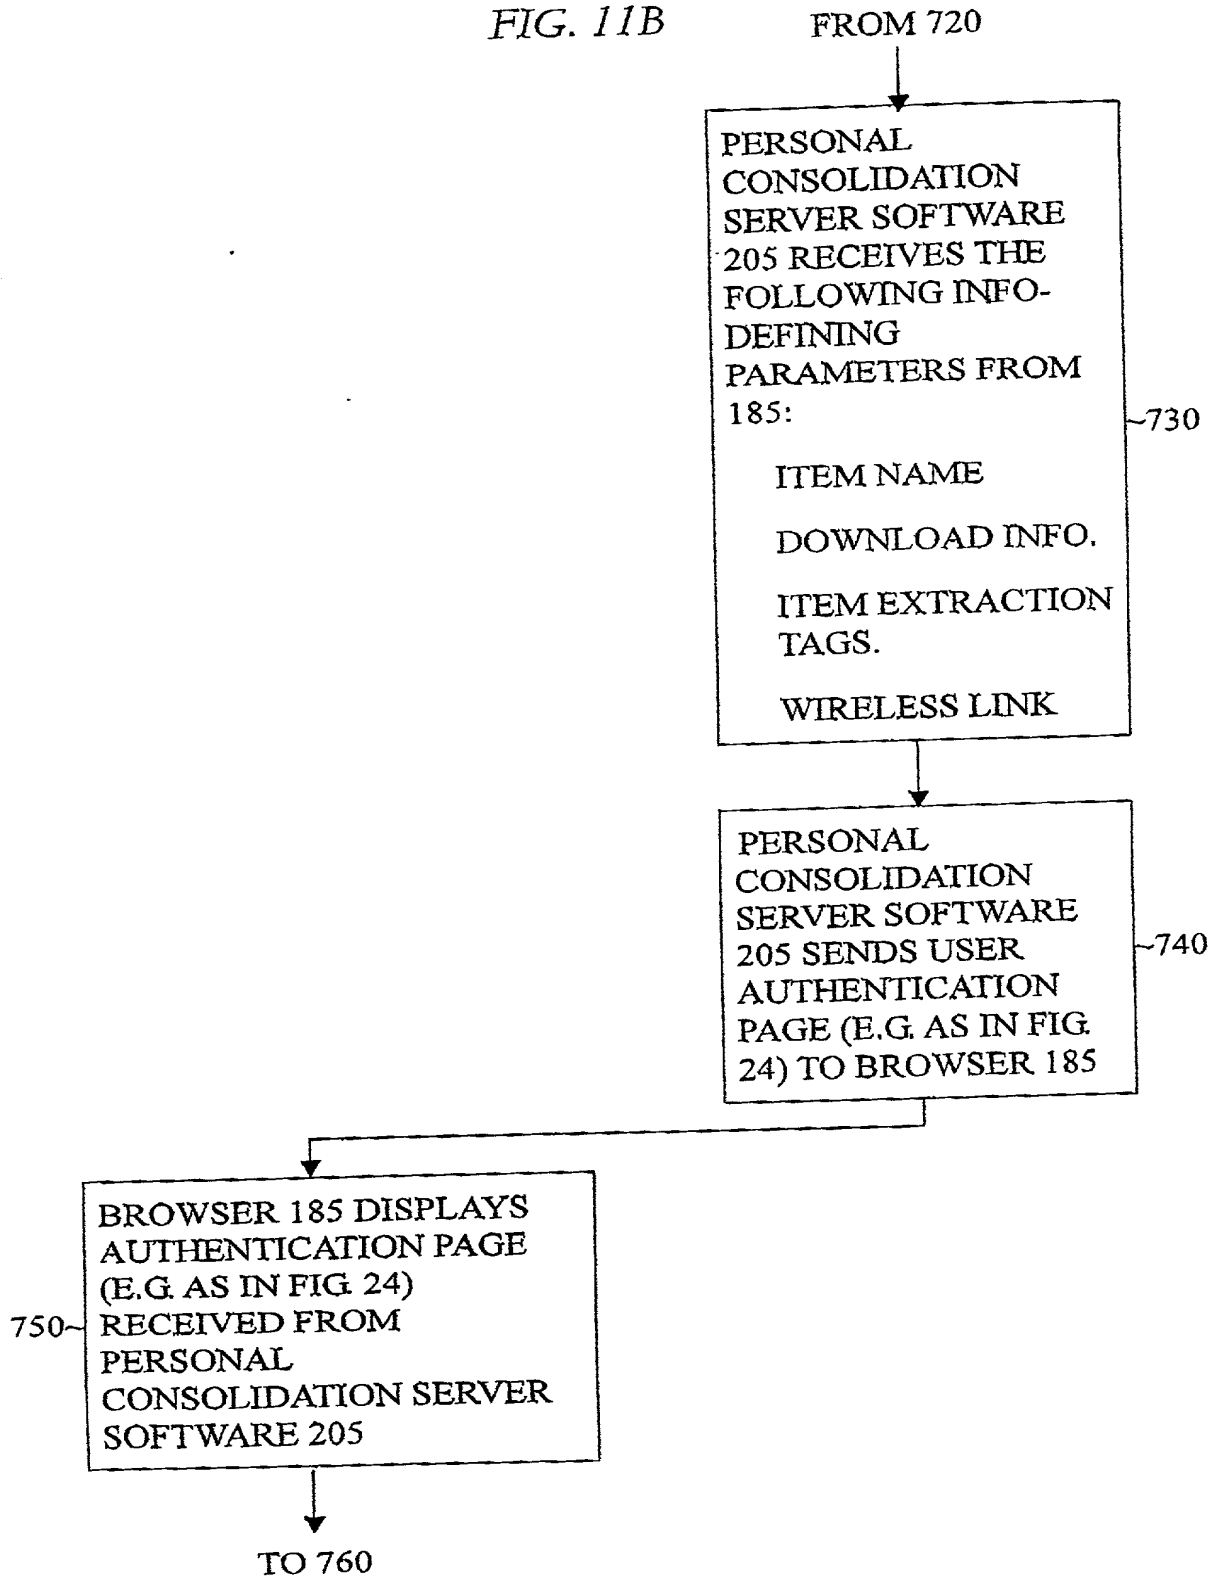 FIG. 11B
FROM 720
PERSONAL
CONSOLIDATION
SERVER SOFTWARE
205 RECEIVES THE
FOLLOWING INFO-
DEFINING
PARAMETERS FROM
185:
ITEM NAME
DOWNLOAD INFO.
ITEM EXTRACTION
TAGS.
WIRELESS LINK
~730
PERSONAL
CONSOLIDATION
SERVER SOFTWARE
205 SENDS USER
AUTHENTICATION
PAGE (E.G. AS IN FIG.
24) TO BROWSER 185
~740
BROWSER 185 DISPLAYS
AUTHENTICATION PAGE
(E.G. AS IN FIG. 24)
RECEIVED FROM
PERSONAL
CONSOLIDATION SERVER
SOFTWARE 205
750~
TO 760